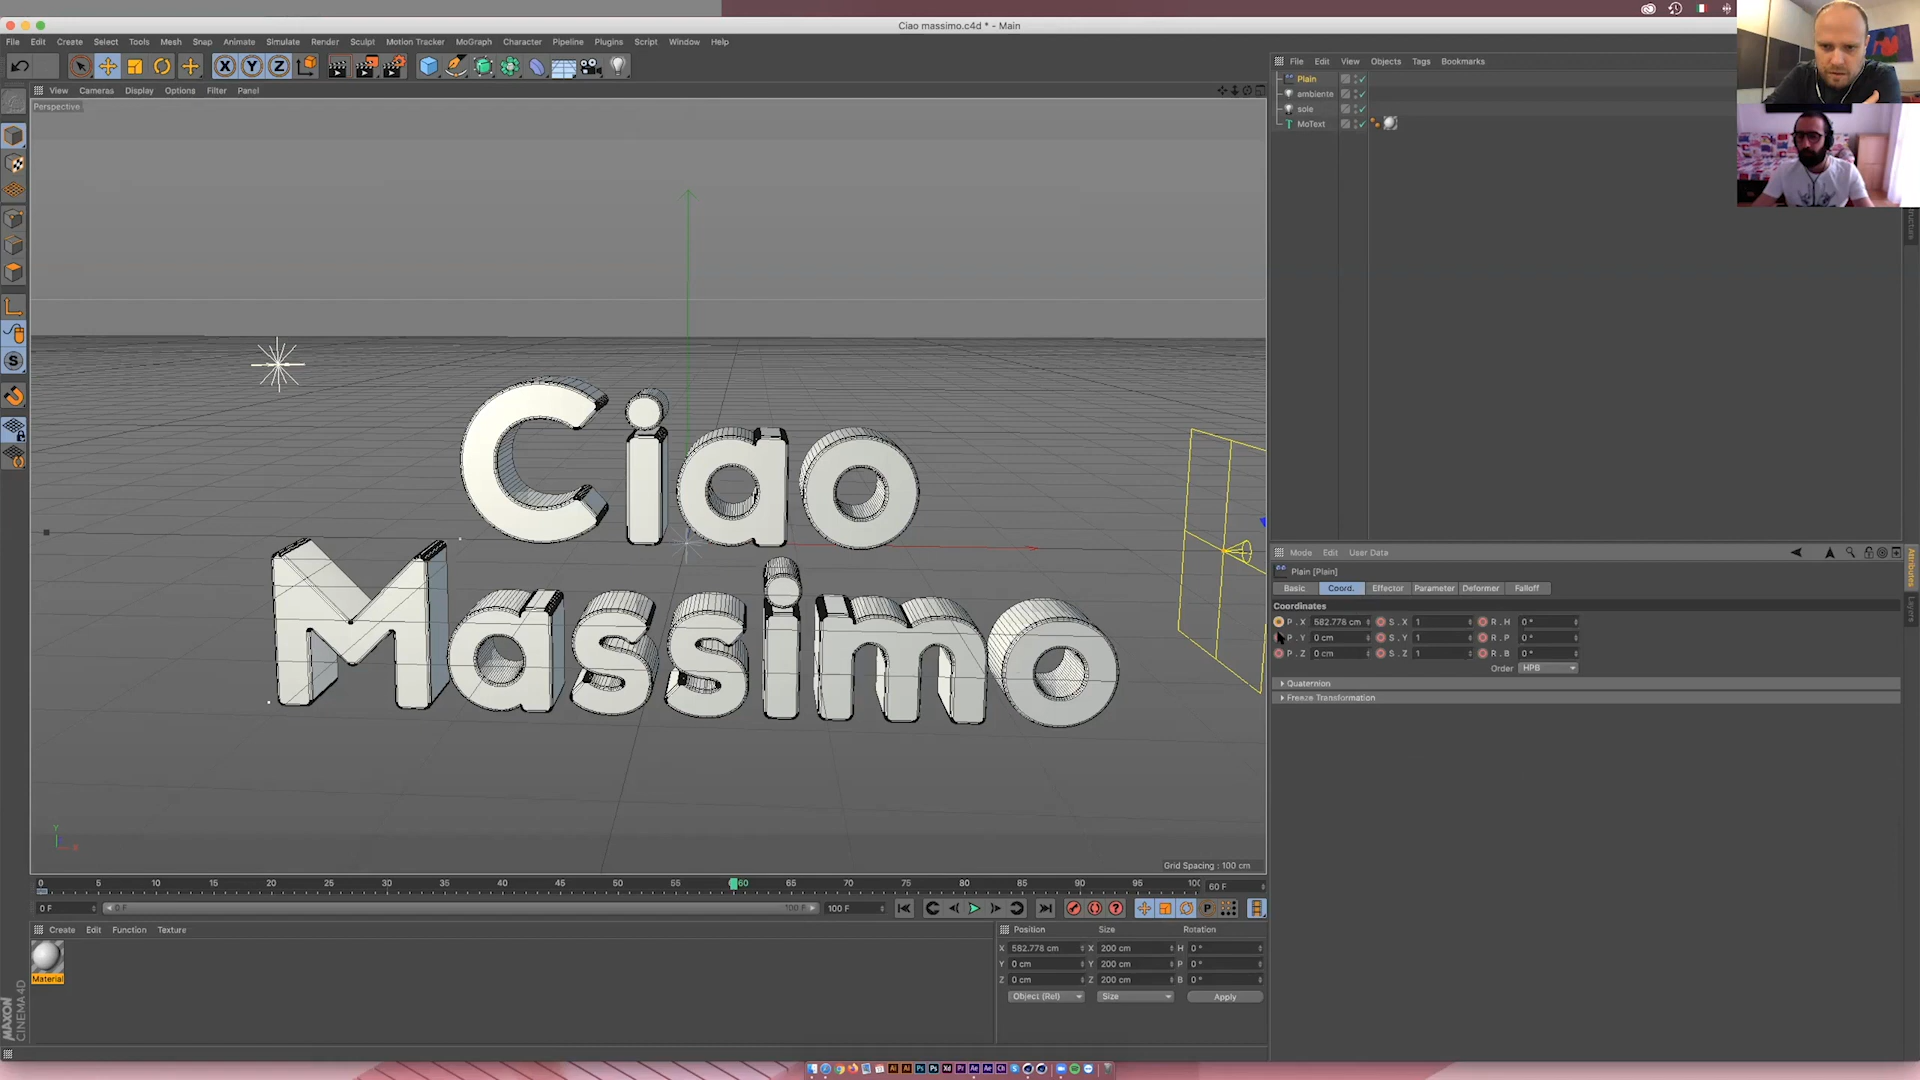 Ciao massimo.c4d * - Main
File Edit Create Select Tools Mesh Snap Animate Simulate Render Sculpt Motion Tracker MoGraph Character Pipeline Plugins Script Window Help
File Edit View Objects Tags Bookmarks
Plain
ambiente
sole
MoText
View Cameras Display Options Filter Panel
Perspective
X Y Z
S
Ciao
Massimo
Y
Grid Spacing : 100 cm
Mode Edit User Data
Plain [Plain]
Basic Coord. Effector Parameter Deformer Falloff
Coordinates
P . X 582.778 cm S . X 1 R . H 0 °
P . Y 0 cm S . Y 1 R . P 0 °
P . Z 0 cm S . Z 1 R . B 0 °
Order HPB
Quaternion
Freeze Transformation
Attributes
Layers
0 5 10 15 20 25 30 35 40 45 50 55 60 65 70 75 80 85 90 95 100 60 F
0 F 0 F 100 F 100 F
P
Create Edit Function Texture
Material
Position Size Rotation
X 582.778 cm X 200 cm H 0 °
Y 0 cm Y 200 cm P 0 °
Z 0 cm Z 200 cm B 0 °
Object (Rel) Size Apply
MAXON
CINEMA 4D